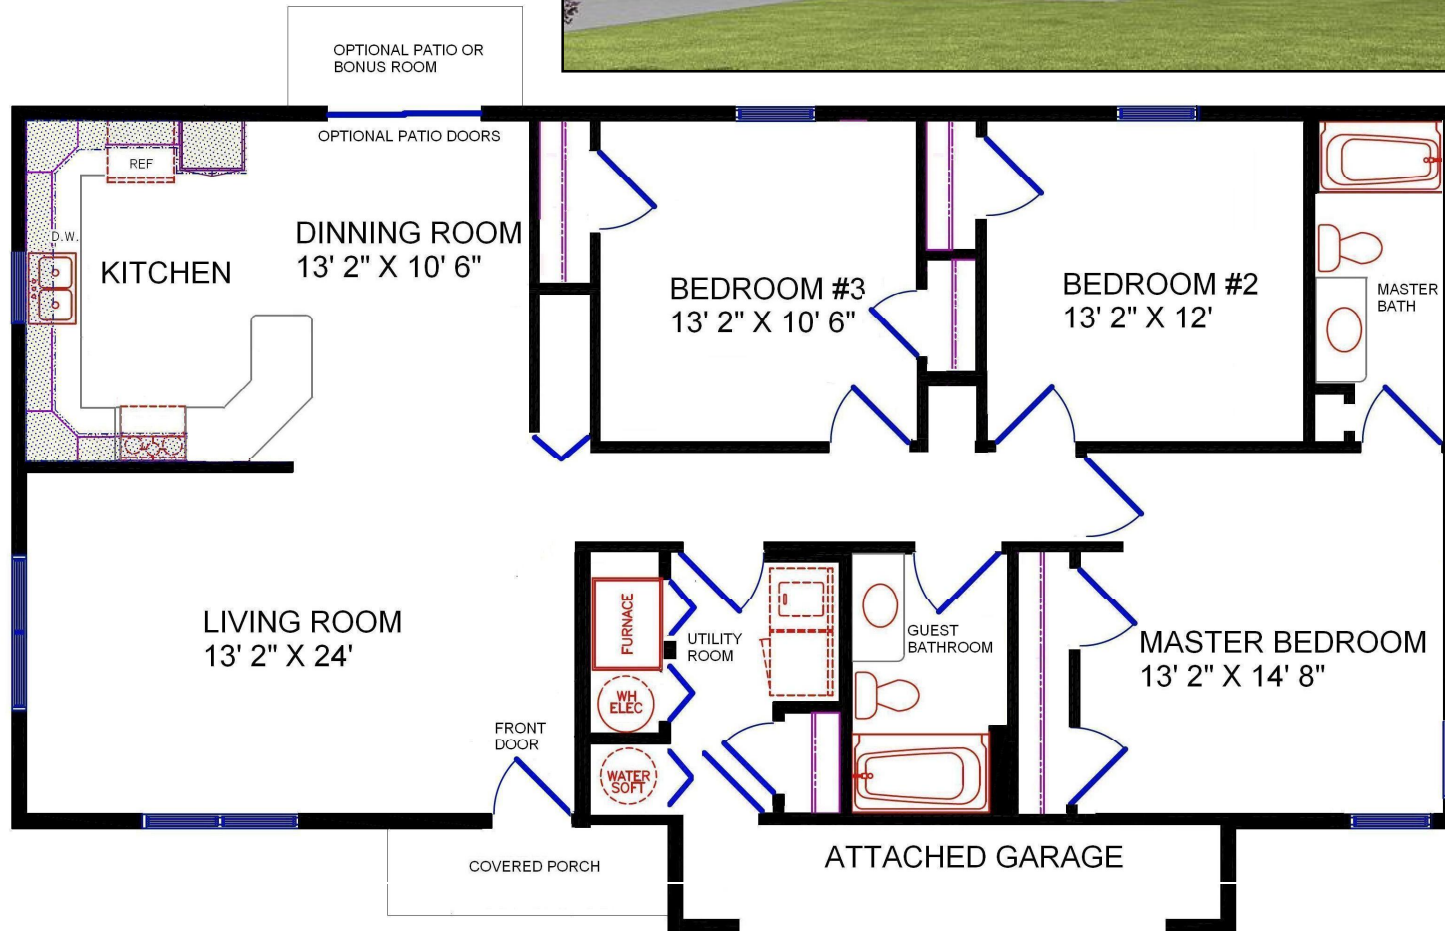 OPTIONAL PATIO OR
BONUS ROOM
OPTIONAL PATIO DOORS
REF
D.W.
KITCHEN
DINNING ROOM
13' 2" X 10' 6"
BEDROOM #3
13' 2" X 10' 6"
BEDROOM #2
13' 2" X 12'
MASTER
BATH
LIVING ROOM
13' 2" X 24'
FURNACE
WH
ELEC
WATER
SOFT
UTILITY
ROOM
GUEST
BATHROOM
MASTER BEDROOM
13' 2" X 14' 8"
FRONT
DOOR
COVERED PORCH
ATTACHED GARAGE